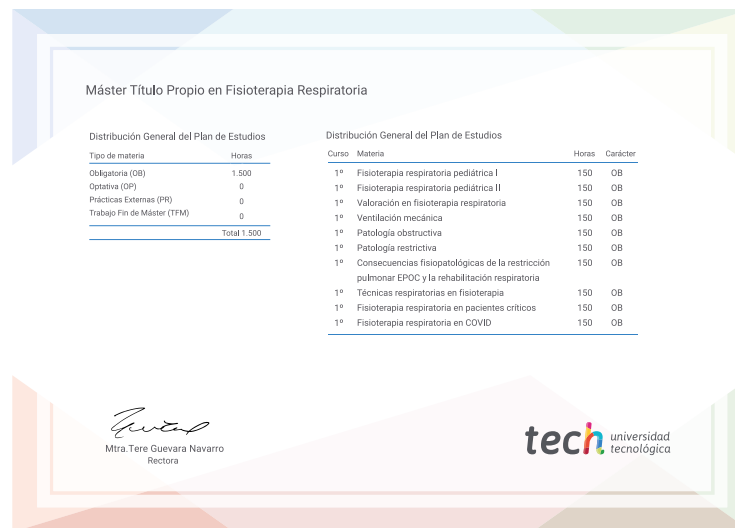 Máster Título Propio en Fisioterapia Respiratoria
Distribución General del Plan de Estudios
Tipo de materia Horas
Obligatoria (OB) 1.500
Optativa (OP) 0
Prácticas Externas (PR) 0
Trabajo Fin de Máster (TFM) 0
Total 1.500
Distribución General del Plan de Estudios
Curso Materia Horas Carácter
1º Fisioterapia respiratoria pediátrica I 150 OB
1º Fisioterapia respiratoria pediátrica II 150 OB
1º Valoración en fisioterapia respiratoria 150 OB
1º Ventilación mecánica 150 OB
1º Patología obstructiva 150 OB
1º Patología restrictiva 150 OB
1º Consecuencias fisiopatológicas de la restricción 150 OB
pulmonar EPOC y la rehabilitación respiratoria
1º Técnicas respiratorias en fisioterapia 150 OB
1º Fisioterapia respiratoria en pacientes críticos 150 OB
1º Fisioterapia respiratoria en COVID 150 OB
Mtra.Tere Guevara Navarro
Rectora
tech universidad
tecnológica